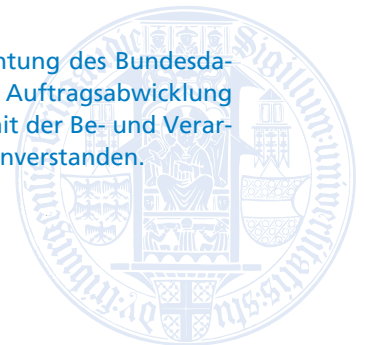 ntung des Bundesda-
Auftragsabwicklung
nit der Be- und Verar-
nverstanden.